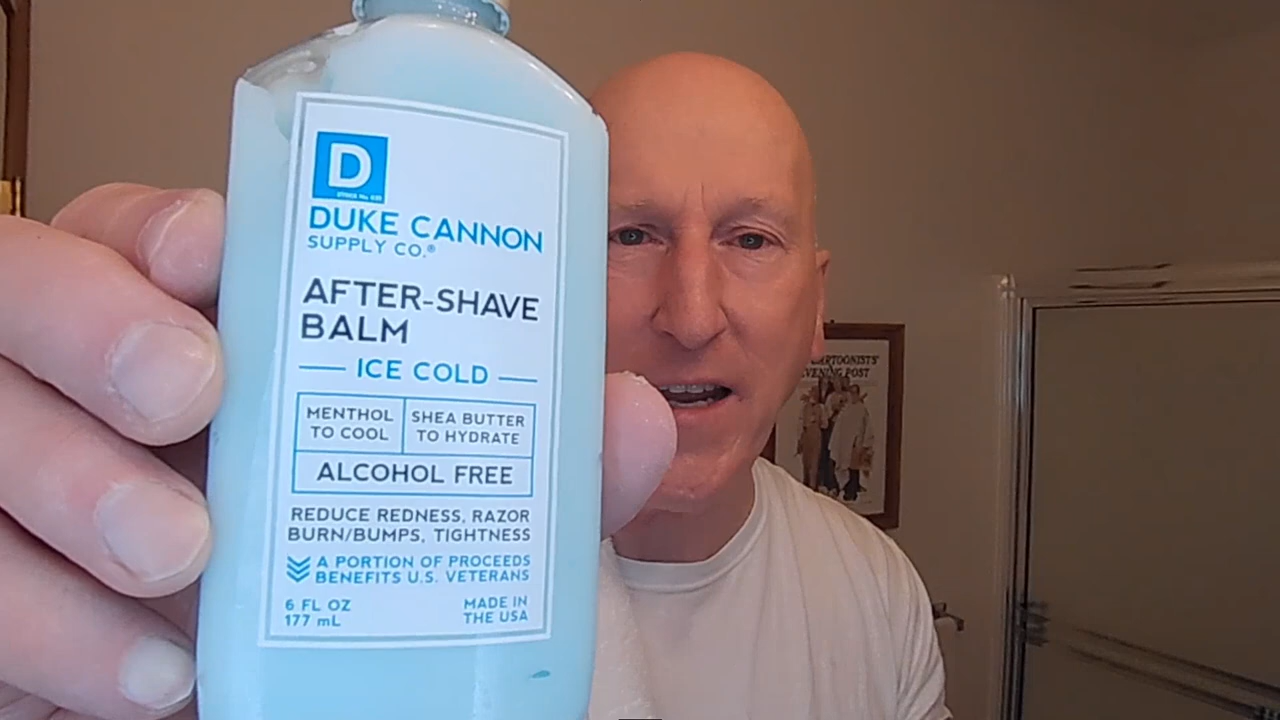 D
DUKE CANNON
SUPPLY CO.®
AFTER-SHAVE
BALM
ICE COLD
MENTHOL
TO COOL
SHEA BUTTER
TO HYDRATE
ALCOHOL FREE
REDUCE REDNESS, RAZOR
BURN/BUMPS, TIGHTNESS
A PORTION OF PROCEEDS
BENEFITS U.S. VETERANS
6 FL OZ
177 mL
MADE IN
THE USA
CARTOONISTS'
EVENING POST